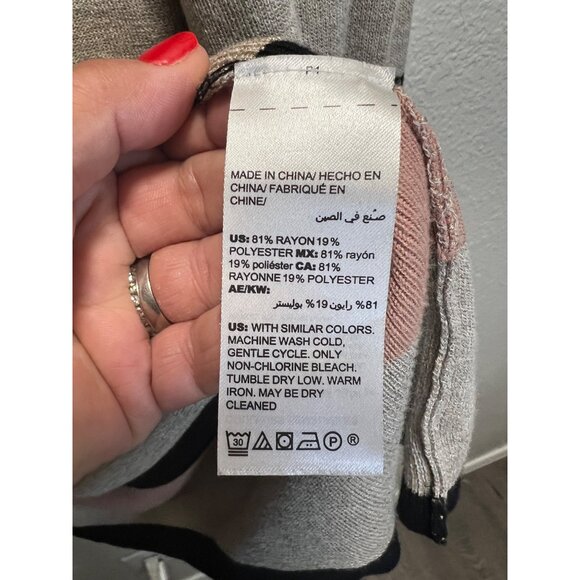 P1
MADE IN CHINA/ HECHO EN
CHINA/ FABRIQUÉ EN
CHINE/
صنع في الصين
US: 81% RAYON 19%
POLYESTER MX: 81% rayón
19% poliéster CA: 81%
RAYONNE 19% POLYESTER
AE/KW:
81% رايون 19% بوليستر
US: WITH SIMILAR COLORS.
MACHINE WASH COLD,
GENTLE CYCLE. ONLY
NON-CHLORINE BLEACH.
TUMBLE DRY LOW. WARM
IRON. MAY BE DRY
CLEANED
30 P ®